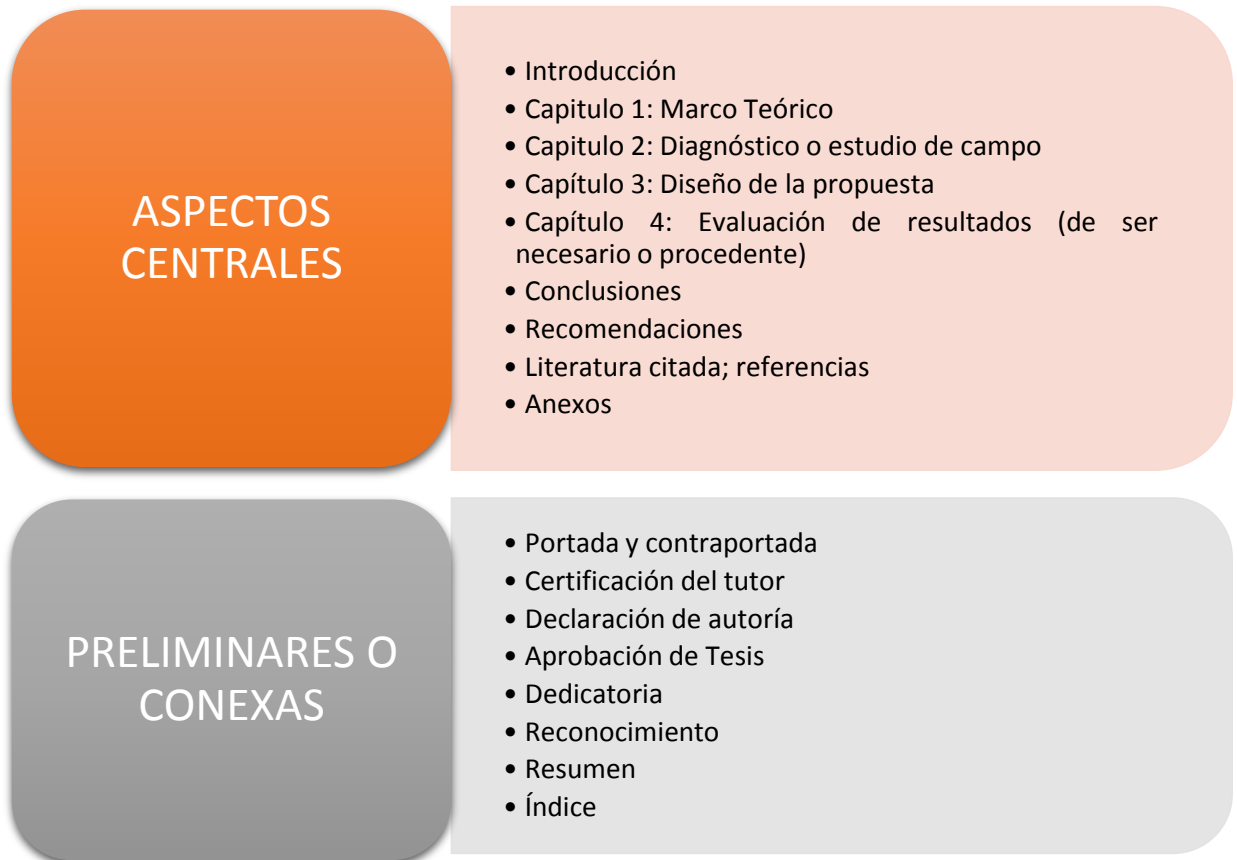 ASPECTOS
CENTRALES
• Introducción
• Capitulo 1: Marco Teórico
• Capitulo 2: Diagnóstico o estudio de campo
• Capítulo 3: Diseño de la propuesta
• Capítulo 4: Evaluación de resultados (de ser
necesario o procedente)
• Conclusiones
• Recomendaciones
• Literatura citada; referencias
• Anexos
PRELIMINARES O
CONEXAS
• Portada y contraportada
• Certificación del tutor
• Declaración de autoría
• Aprobación de Tesis
• Dedicatoria
• Reconocimiento
• Resumen
• Índice